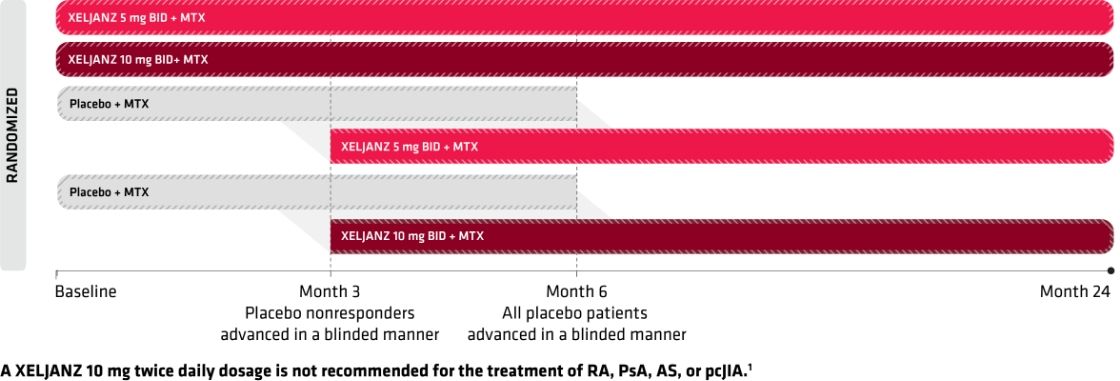 RANDOMIZED
XELJANZ 5 mg BID + MTX
XELJANZ 10 mg BID+ MTX
Placebo + MTX
XELJANZ 5 mg BID + MTX
Placebo + MTX
XELJANZ 10 mg BID + MTX
Baseline
Month 3
Placebo nonresponders
advanced in a blinded manner
Month 6
All placebo patients
advanced in a blinded manner
Month 24
A XELJANZ 10 mg twice daily dosage is not recommended for the treatment of RA, PsA, AS, or pcJIA.¹